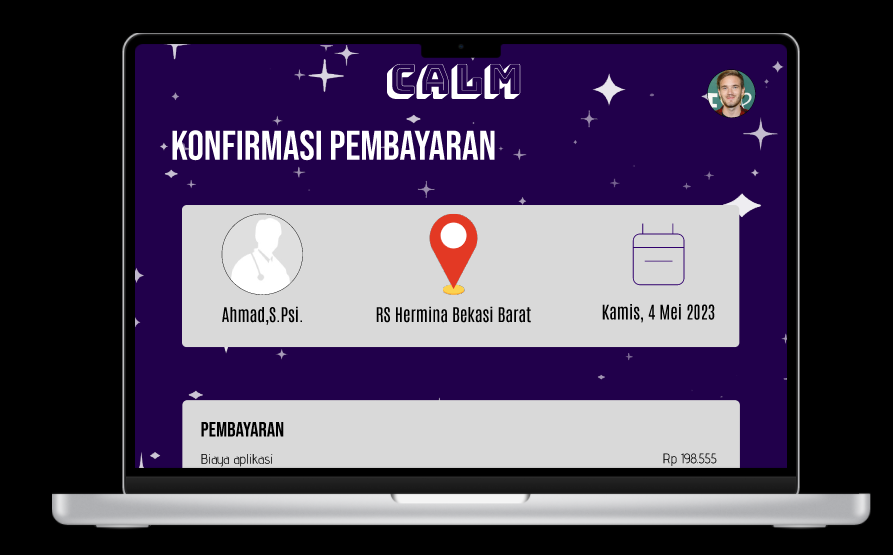 CALM
KONFIRMASI PEMBAYARAN
Ahmad,S.Psi.
RS Hermina Bekasi Barat
Kamis, 4 Mei 2023
PEMBAYARAN
Biaya aplikasi
Rp 198.555